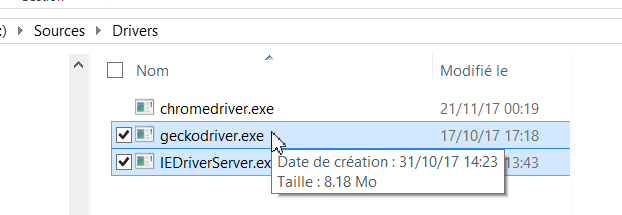 :) › Sources › Drivers
Nom
Modifié le
chromedriver.exe
21/11/17 00:19
geckodriver.exe
17/10/17 17:18
IEDriverServer.ex
13:43
Date de création : 31/10/17 14:23
Taille : 8.18 Mo